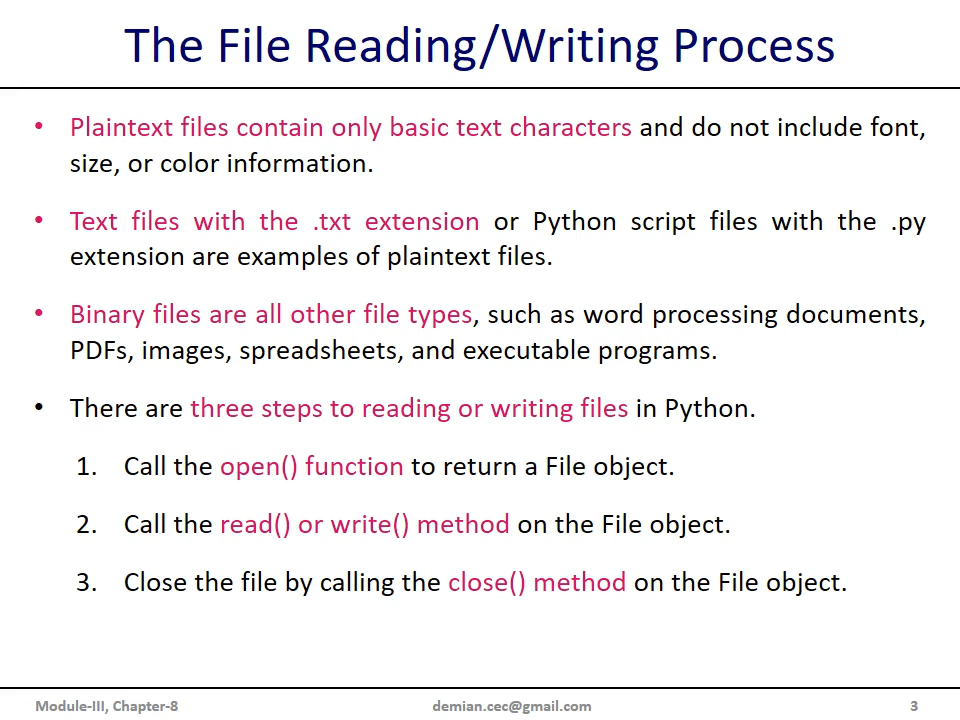 The File Reading/Writing Process
• Plaintext files contain only basic text characters and do not include font,
size, or color information.
• Text files with the .txt extension or Python script files with the .py
extension are examples of plaintext files.
• Binary files are all other file types, such as word processing documents,
PDFs, images, spreadsheets, and executable programs.
• There are three steps to reading or writing files in Python.
1. Call the open() function to return a File object.
2. Call the read() or write() method on the File object.
3. Close the file by calling the close() method on the File object.
Module-III, Chapter-8 demian.cec@gmail.com 3